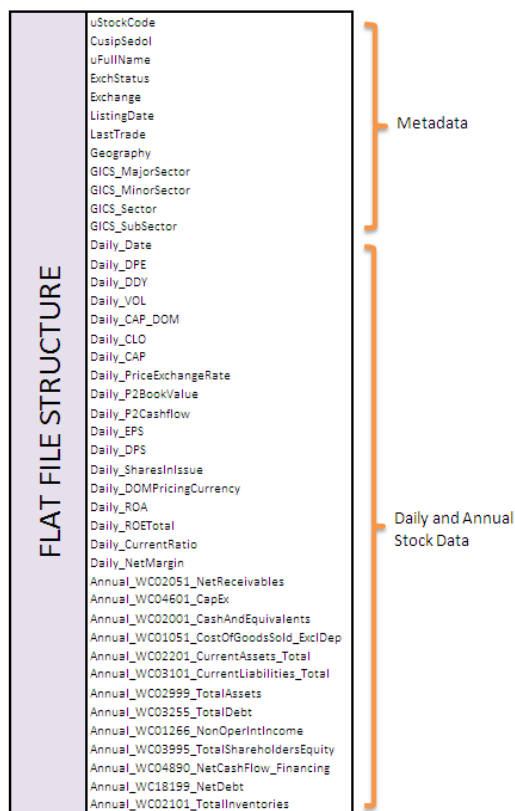 FLAT FILE STRUCTURE
uStockCode
CusipSedol
uFullName
ExchStatus
Exchange
ListingDate
LastTrade
Geography
GICS_MajorSector
GICS_MinorSector
GICS_Sector
GICS_SubSector
Metadata
Daily_Date
Daily_DPE
Daily_DDY
Daily_VOL
Daily_CAP_DOM
Daily_CLO
Daily_CAP
Daily_PriceExchangeRate
Daily_P2BookValue
Daily_P2Cashflow
Daily_EPS
Daily_DPS
Daily_SharesInIssue
Daily_DOMPricingCurrency
Daily_ROA
Daily_ROETotal
Daily_CurrentRatio
Daily_NetMargin
Annual_WC02051_NetReceivables
Annual_WC04601_CapEx
Annual_WC02001_CashAndEquivalents
Annual_WC01051_CostOfGoodsSold_ExclDep
Annual_WC02201_CurrentAssets_Total
Annual_WC03101_CurrentLiabilities_Total
Annual_WC02999_TotalAssets
Annual_WC03255_TotalDebt
Annual_WC01266_NonOperIntIncome
Annual_WC03995_TotalShareholdersEquity
Annual_WC04890_NetCashFlow_Financing
Annual_WC18199_NetDebt
Annual_WC02101_TotalInventories
Daily and Annual
Stock Data